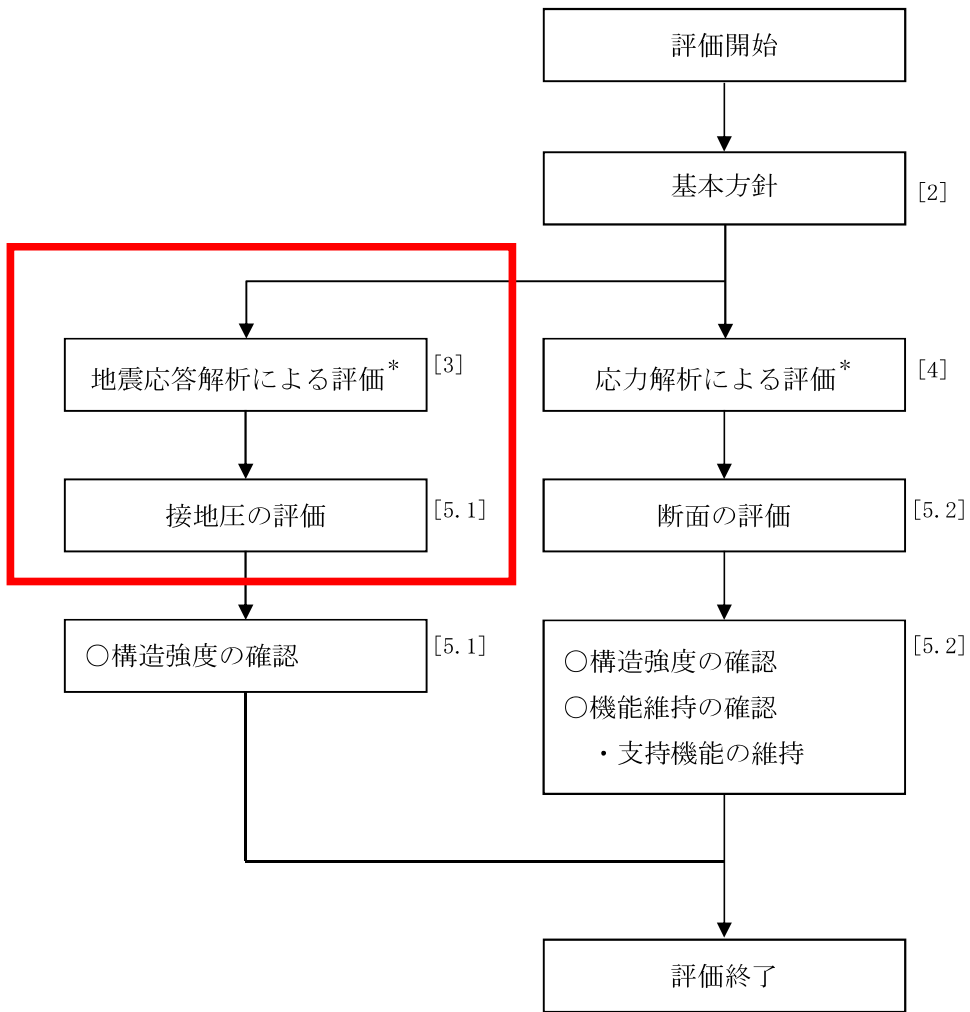 評価開始
基本方針
[2]
地震応答解析による評価*
[3]
応力解析による評価*
[4]
接地圧の評価
[5.1]
断面の評価
[5.2]
○構造強度の確認
[5.1]
○構造強度の確認
○機能維持の確認
・支持機能の維持
[5.2]
評価終了